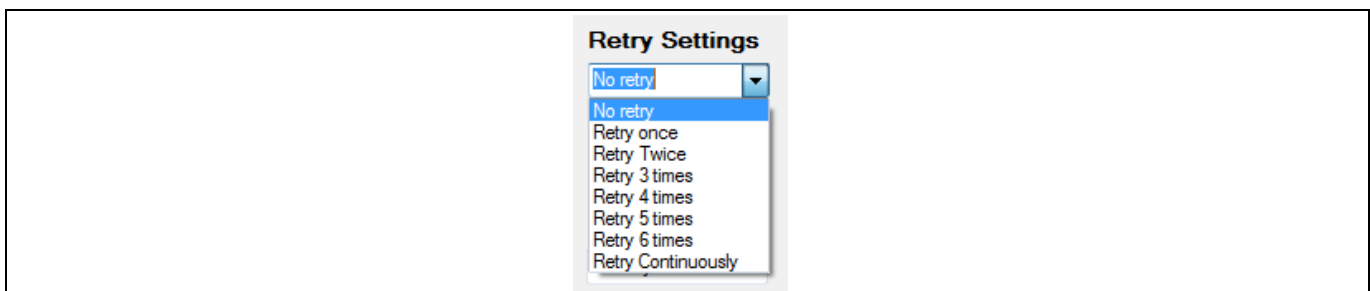 Retry Settings
No retry
No retry
Retry once
Retry Twice
Retry 3 times
Retry 4 times
Retry 5 times
Retry 6 times
Retry Continuously